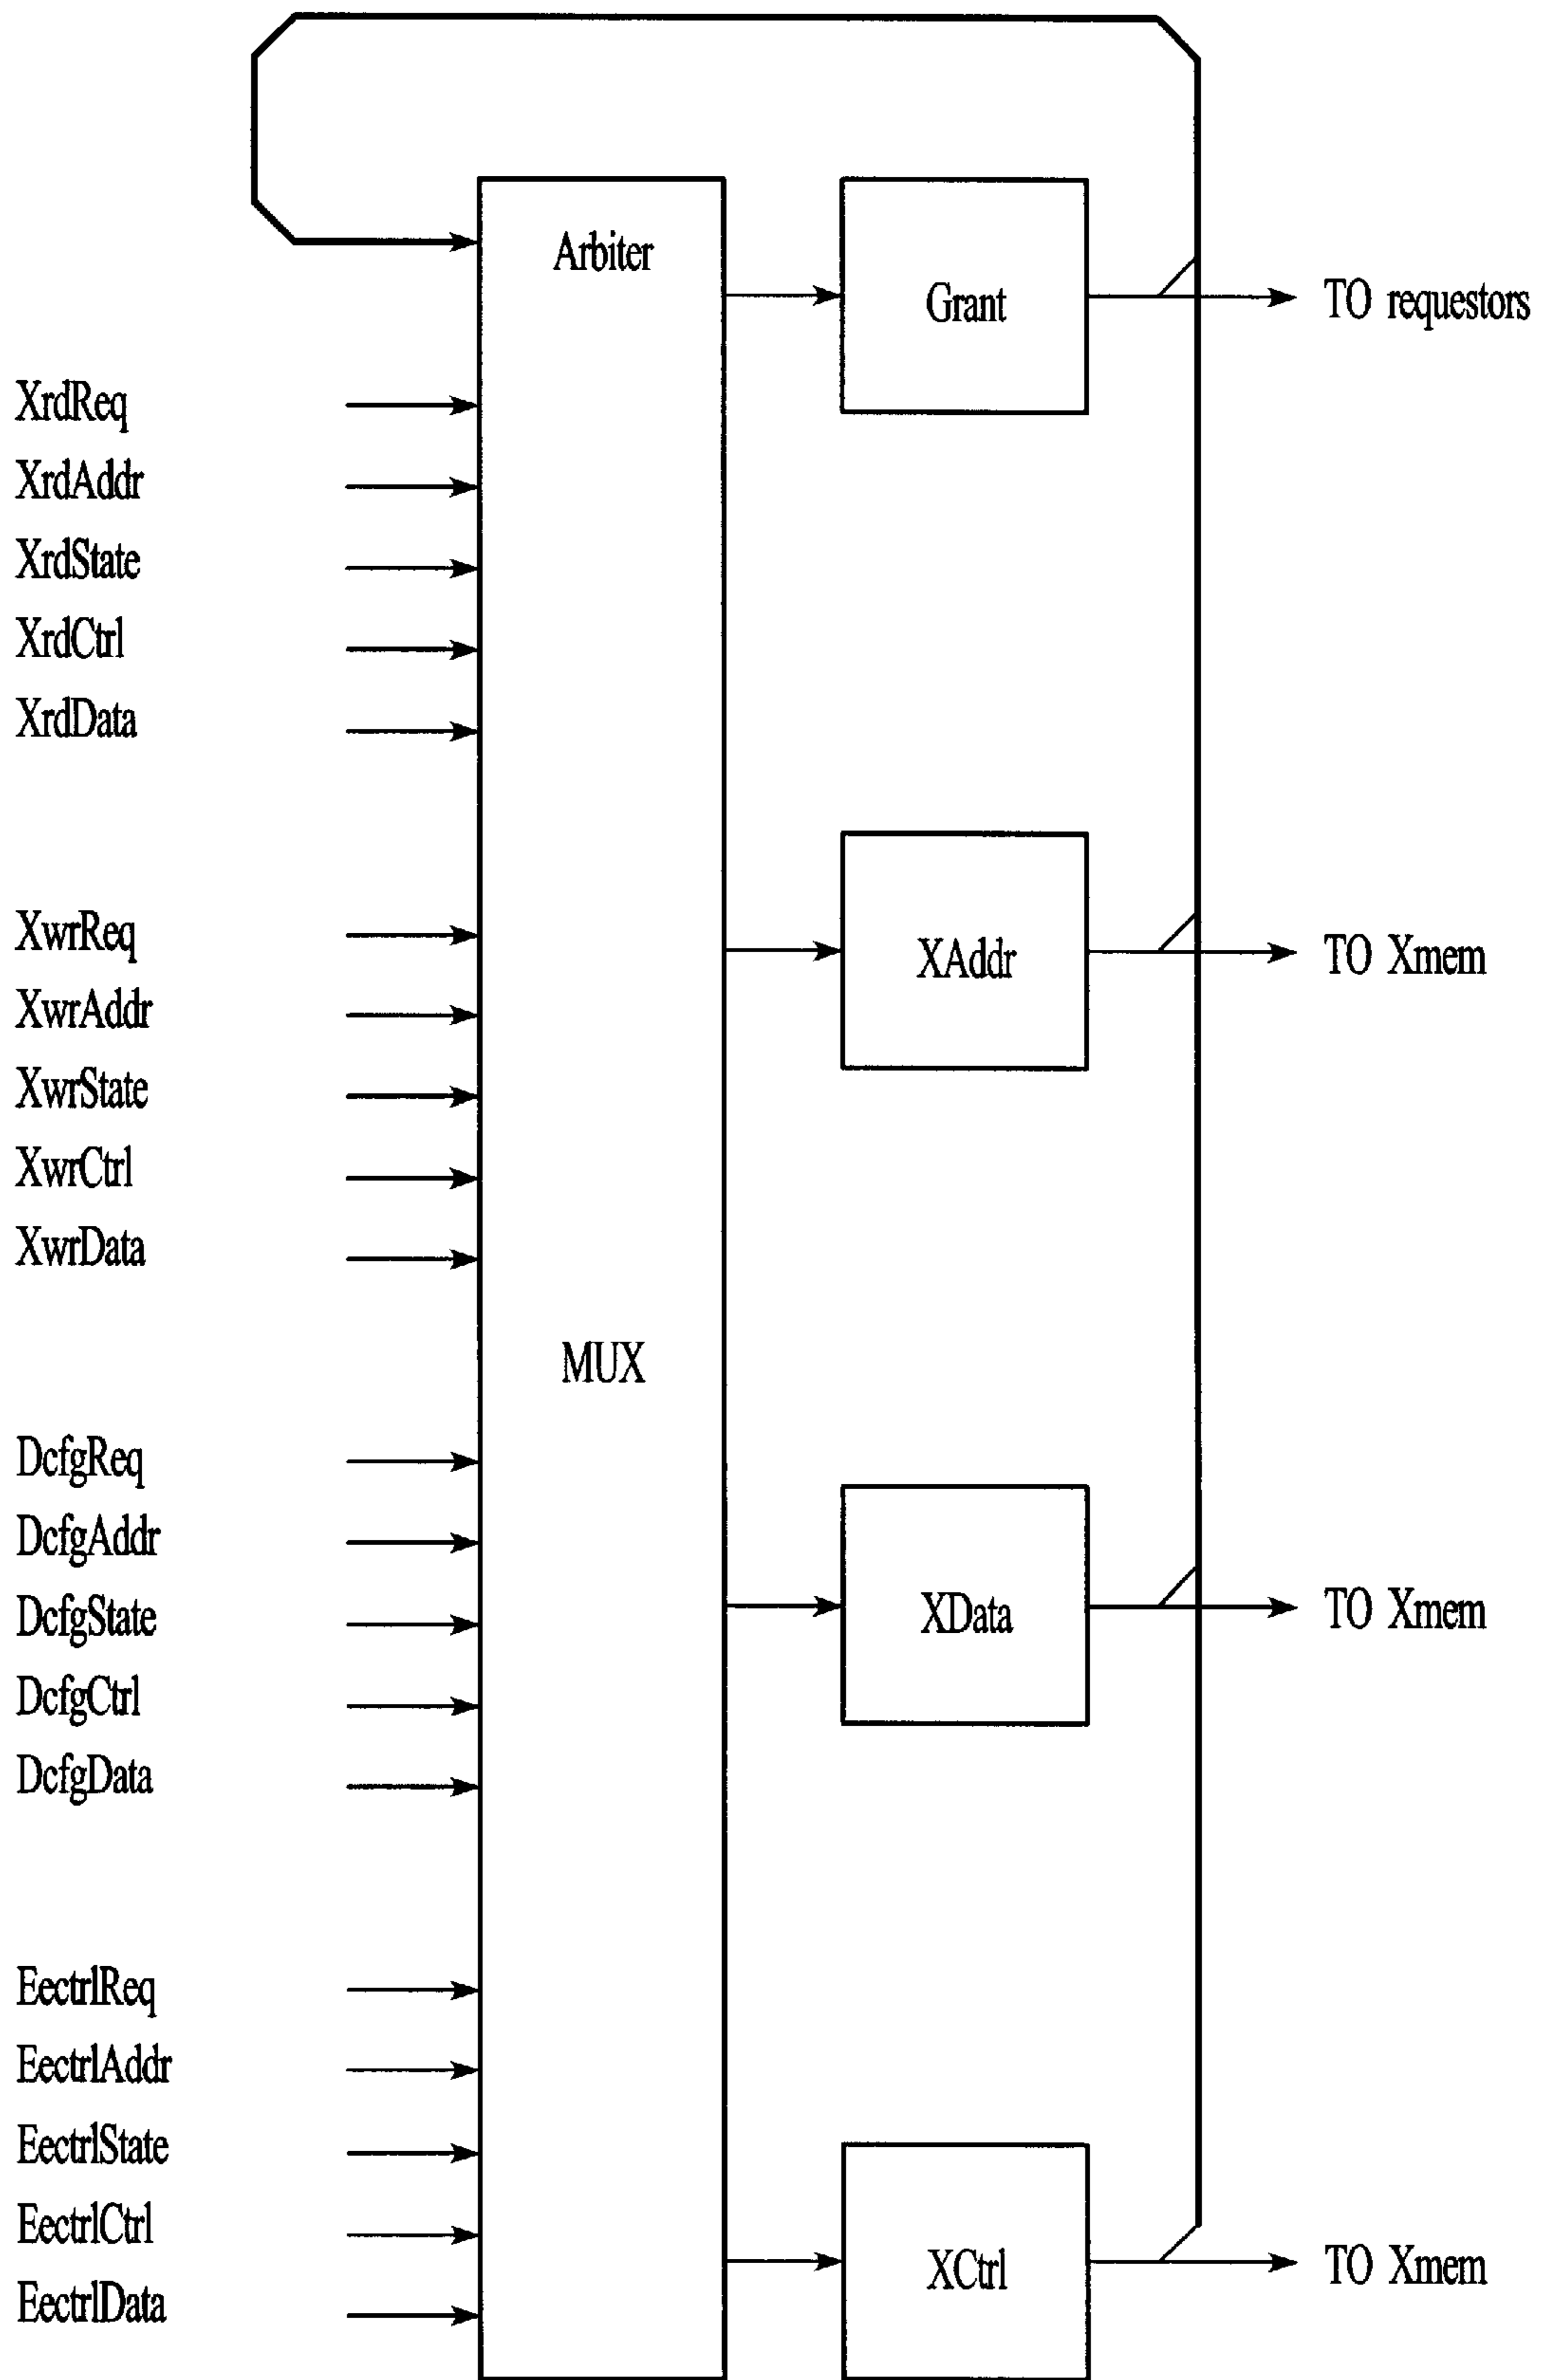 Arbiter
Grant
TO requestors
XrdReq
XrdAddr
XrdState
XrdCtrl
XrdData
XwrReq
XAddr
TO Xmem
XwrAddr
XwrState
XwrCtrl
XwrData
MUX
DcfgReq
DcfgAddr
DcfgState
XData
TO Xmem
DcfgCtrl
DcfgData
EectrlReq
EectrlAddr
EectrlState
EectrlCtrl
XCtrl
TO Xmem
EectrlData